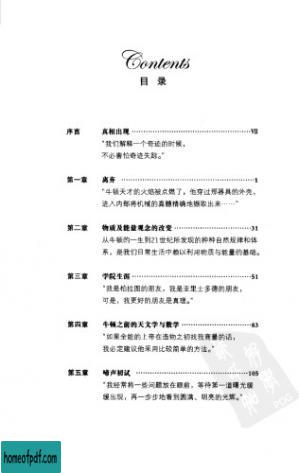 Contents
目 录
序言 真相出现 VII
“我们解释一个奇迹的时候,
不必害怕奇迹失踪。”
第一章 离奔 1
“牛顿天才的火焰被点燃了。他穿过那器具的外壳,
进入内部将机械的真髓精确地撷取出来……”
第二章 物质及能量观念的改变 31
从牛顿的一生到21世纪所发现的种种自然规律和体
系,是我们日常生活中赖以利用物质与能量的基础。
第三章 学院生涯 51
“我是柏拉图的朋友,我是亚里士多德的朋友,
可是,我更好的朋友是真理。”
第四章 牛顿之前的天文学与数学 83
“如果全能的上帝在造物之初找我商量的话,
我必定建议他采用比较简单的方法。”
第五章 啼声初试 105
“我经常将一些问题放在眼前,等待第一道曙光缓
缓出现,再一步步地看到圆满、明亮的光辉。”
PDG
homeofpdf.com